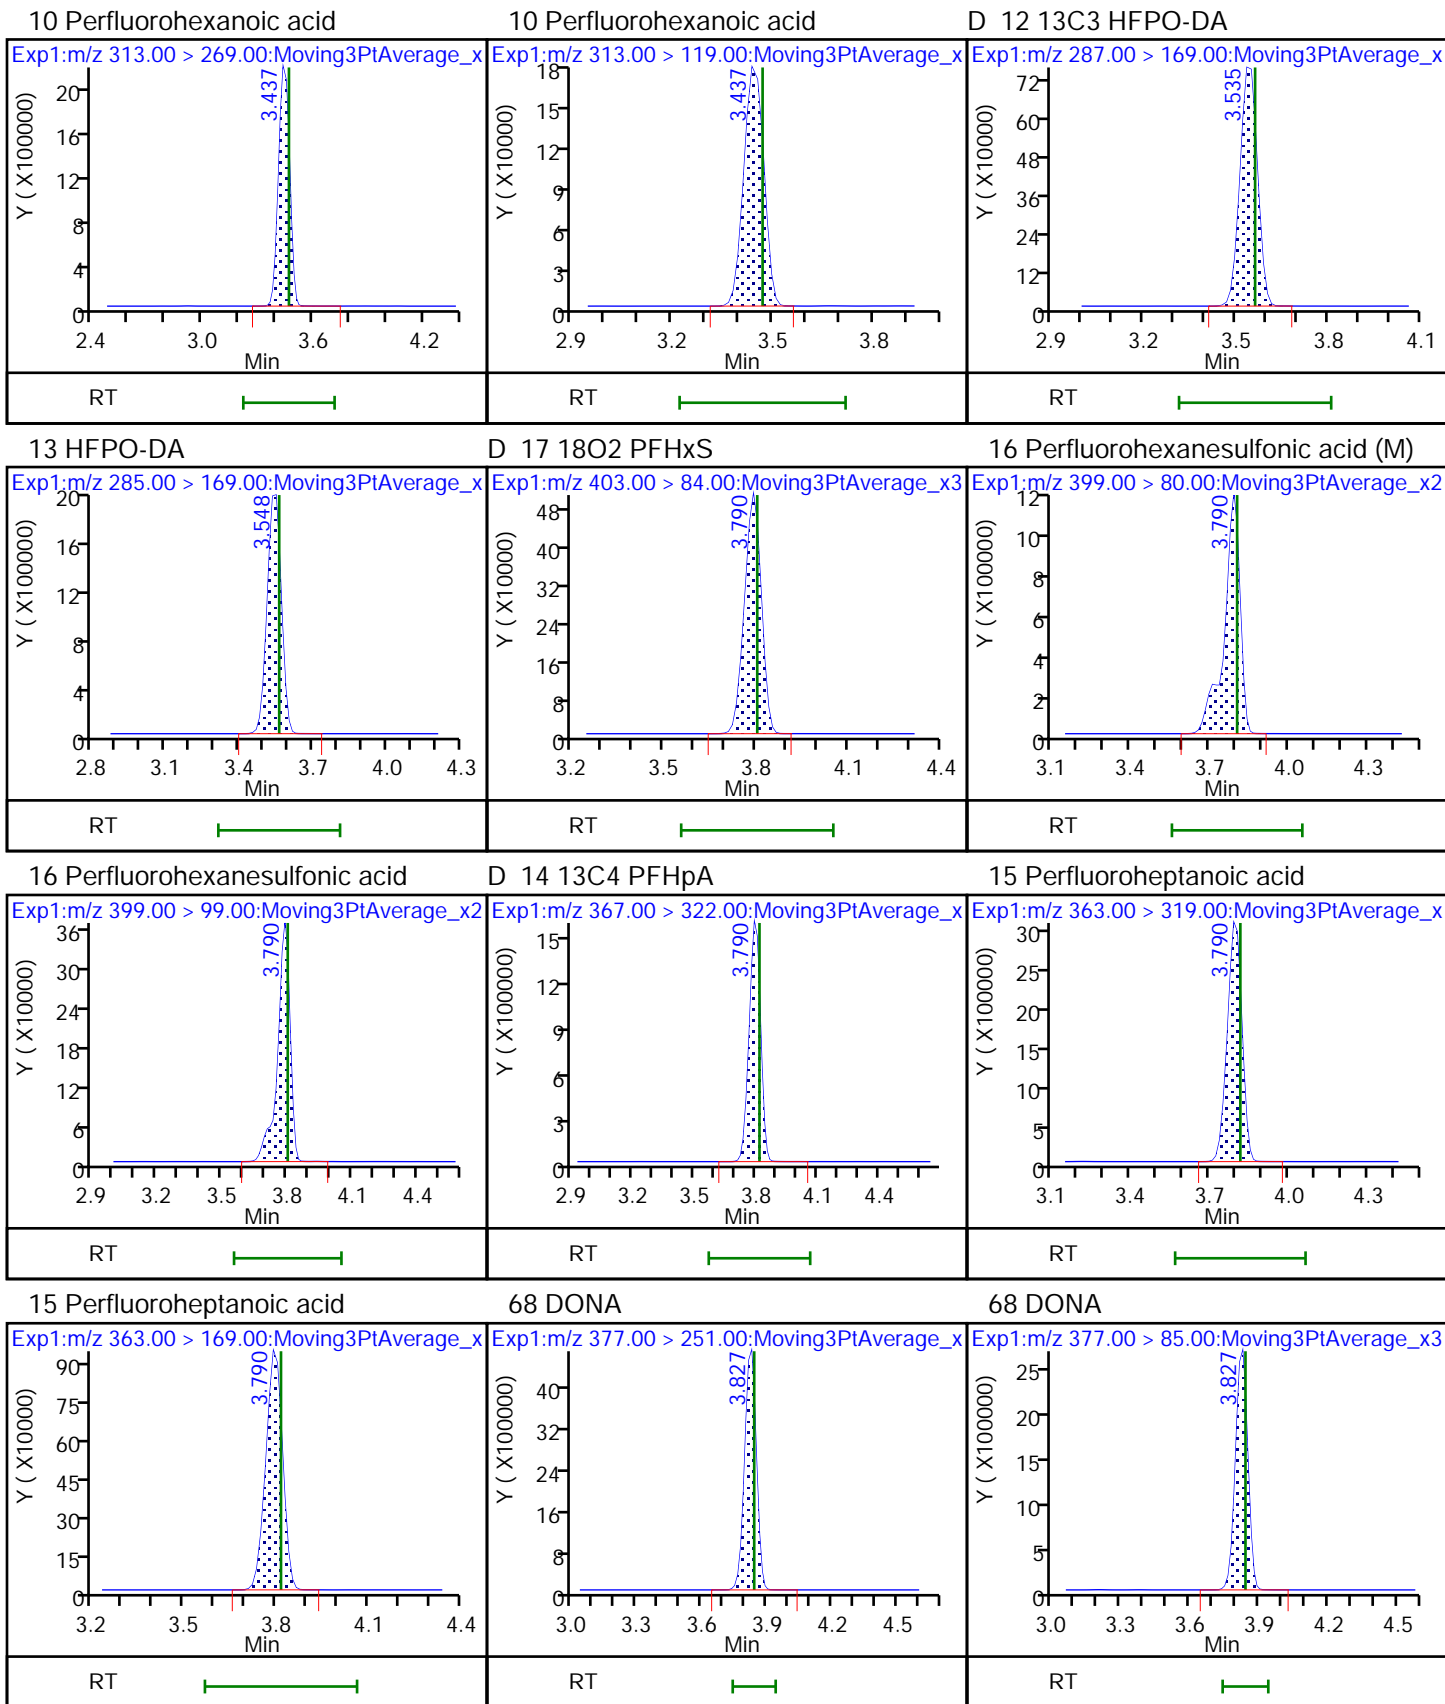 10 Perfluorohexanoic acid
Exp1:m/z 313.00 > 269.00:Moving3PtAverage_x
Y ( X100000)
20
16
12
8
4
0
3.437
2.4 3.0 3.6 4.2
Min
RT
10 Perfluorohexanoic acid
Exp1:m/z 313.00 > 119.00:Moving3PtAverage_x
Y ( X100000)
18
15
12
9
6
3
0
3.437
2.9 3.2 3.5 3.8
Min
RT
D 12 13C3 HFPO-DA
Exp1:m/z 287.00 > 169.00:Moving3PtAverage_x
Y ( X10000)
72
60
48
36
24
12
0
3.535
2.9 3.2 3.5 3.8 4.1
Min
RT
13 HFPO-DA
Exp1:m/z 285.00 > 169.00:Moving3PtAverage_x
Y ( X100000)
20
16
12
8
4
0
3.548
2.8 3.1 3.4 3.7 4.0 4.3
Min
RT
D 17 18O2 PFHxS
Exp1:m/z 403.00 > 84.00:Moving3PtAverage_x3
Y ( X10000)
48
40
32
24
16
8
0
3.790
3.2 3.5 3.8 4.1 4.4
Min
RT
16 Perfluorohexanesulfonic acid (M)
Exp1:m/z 399.00 > 80.00:Moving3PtAverage_x2
Y ( X100000)
12
10
8
6
4
2
0
3.790
3.1 3.4 3.7 4.0 4.3
Min
RT
16 Perfluorohexanesulfonic acid
Exp1:m/z 399.00 > 99.00:Moving3PtAverage_x2
Y ( X10000)
36
30
24
18
12
6
0
3.790
2.9 3.2 3.5 3.8 4.1 4.4
Min
RT
D 14 13C4 PFHpA
Exp1:m/z 367.00 > 322.00:Moving3PtAverage_x
Y ( X100000)
15
12
9
6
3
0
3.790
2.9 3.2 3.5 3.8 4.1 4.4
Min
RT
15 Perfluoroheptanoic acid
Exp1:m/z 363.00 > 319.00:Moving3PtAverage_x
Y ( X100000)
30
25
20
15
10
5
0
3.790
3.1 3.4 3.7 4.0 4.3
Min
RT
15 Perfluoroheptanoic acid
Exp1:m/z 363.00 > 169.00:Moving3PtAverage_x
Y ( X10000)
90
75
60
45
30
15
0
3.790
3.2 3.5 3.8 4.1 4.4
Min
RT
68 DONA
Exp1:m/z 377.00 > 251.00:Moving3PtAverage_x
Y ( X100000)
40
32
24
16
8
0
3.827
3.0 3.3 3.6 3.9 4.2 4.5
Min
RT
68 DONA
Exp1:m/z 377.00 > 85.00:Moving3PtAverage_x3
Y ( X100000)
25
20
15
10
5
0
3.827
3.0 3.3 3.6 3.9 4.2 4.5
Min
RT